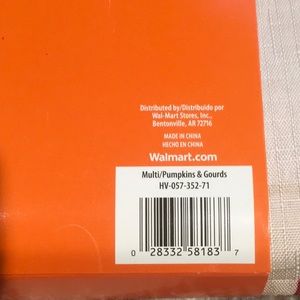 Distributed by/Distribuido por
Wal-Mart Stores, Inc.,
Bentonville, AR 72716
MADE IN CHINA
HECHO EN CHINA
Walmart.com
Multi/Pumpkins & Gourds
HV-057-352-71
0 28332 58183 7